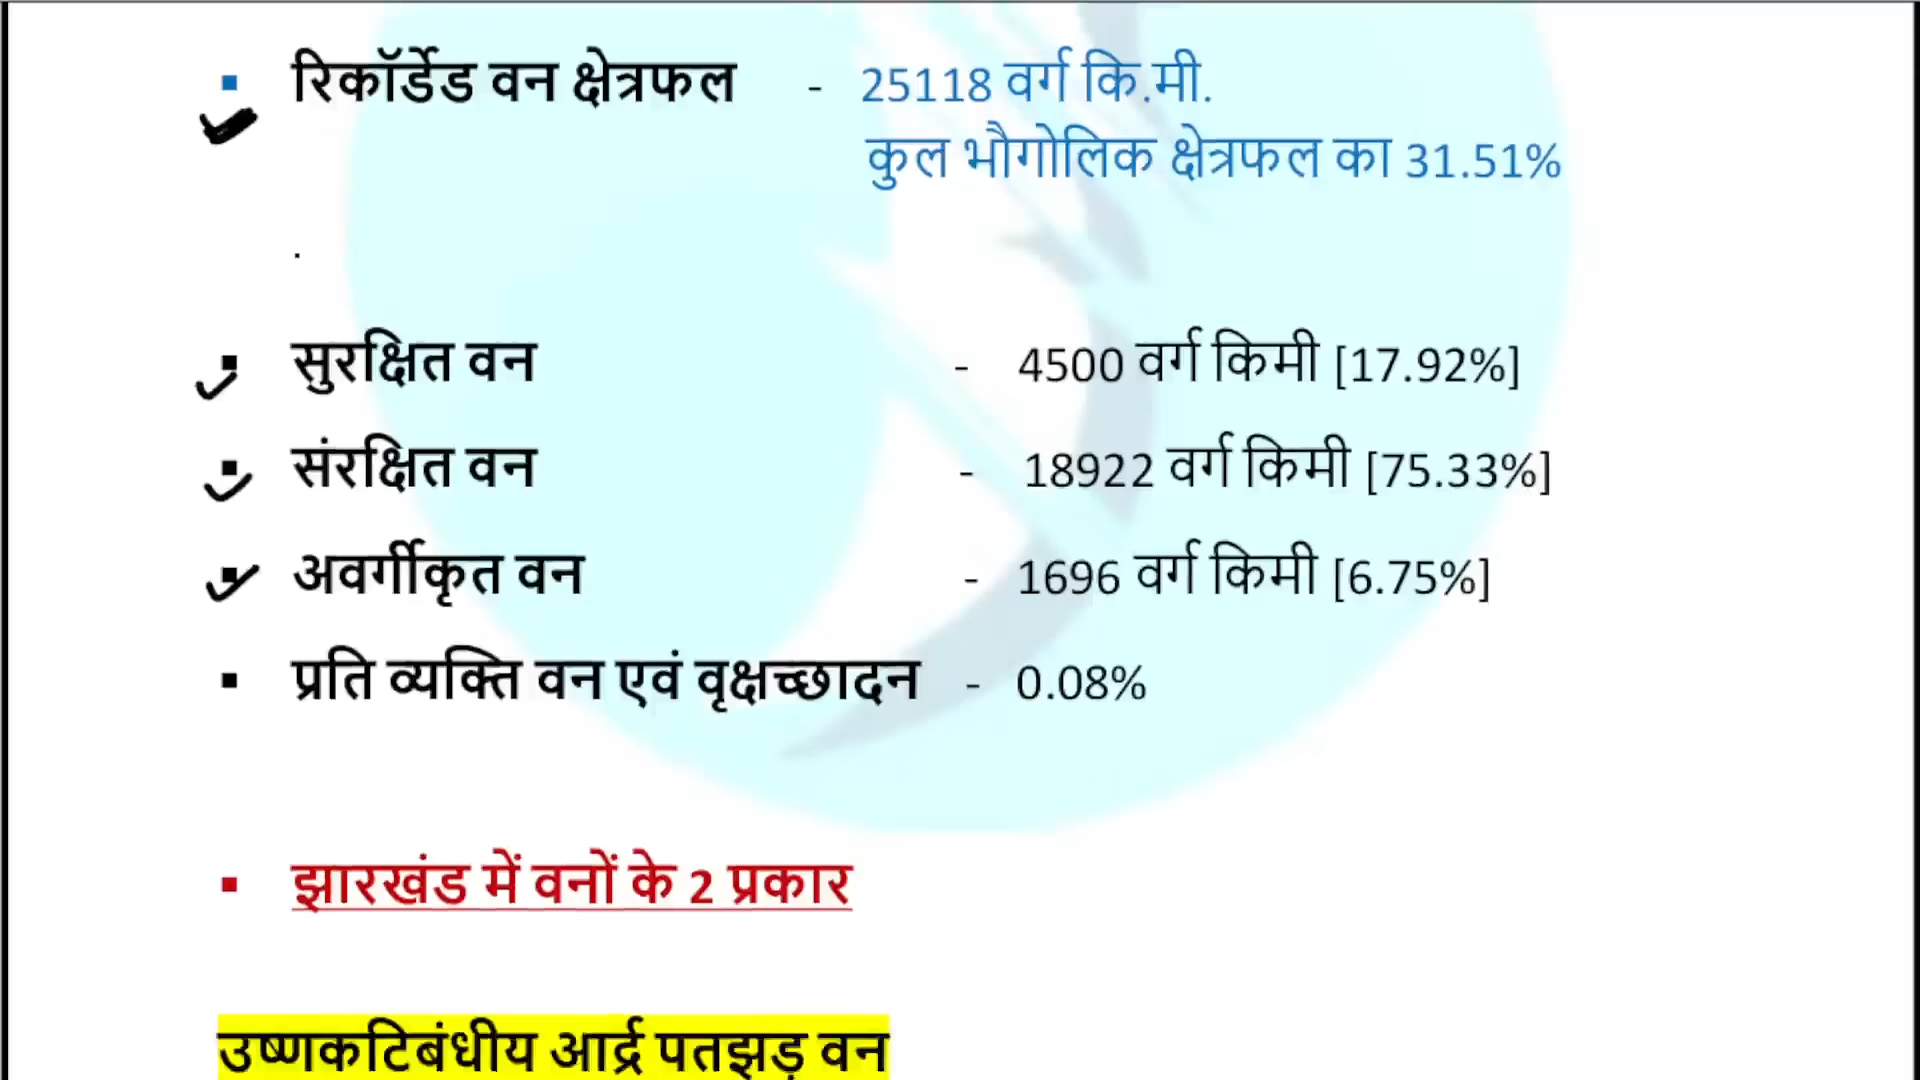 ▪ रिकॉर्डेड वन क्षेत्रफल - 25118 वर्ग कि.मी.
कुल भौगोलिक क्षेत्रफल का 31.51%
.
▪ सुरक्षित वन - 4500 वर्ग किमी [17.92%]
▪ संरक्षित वन - 18922 वर्ग किमी [75.33%]
▪ अवर्गीकृत वन - 1696 वर्ग किमी [6.75%]
▪ प्रति व्यक्ति वन एवं वृक्षच्छादन - 0.08%
▪ झारखंड में वनों के 2 प्रकार
उष्णकटिबंधीय आर्द्र पतझड़ वन